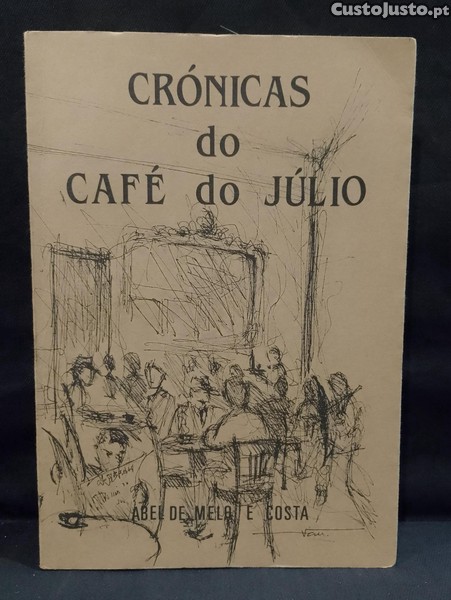 CustoJusto.pt
CRÓNICAS
do
CAFÉ do JÚLIO
ABEL DE MELO E COSTA